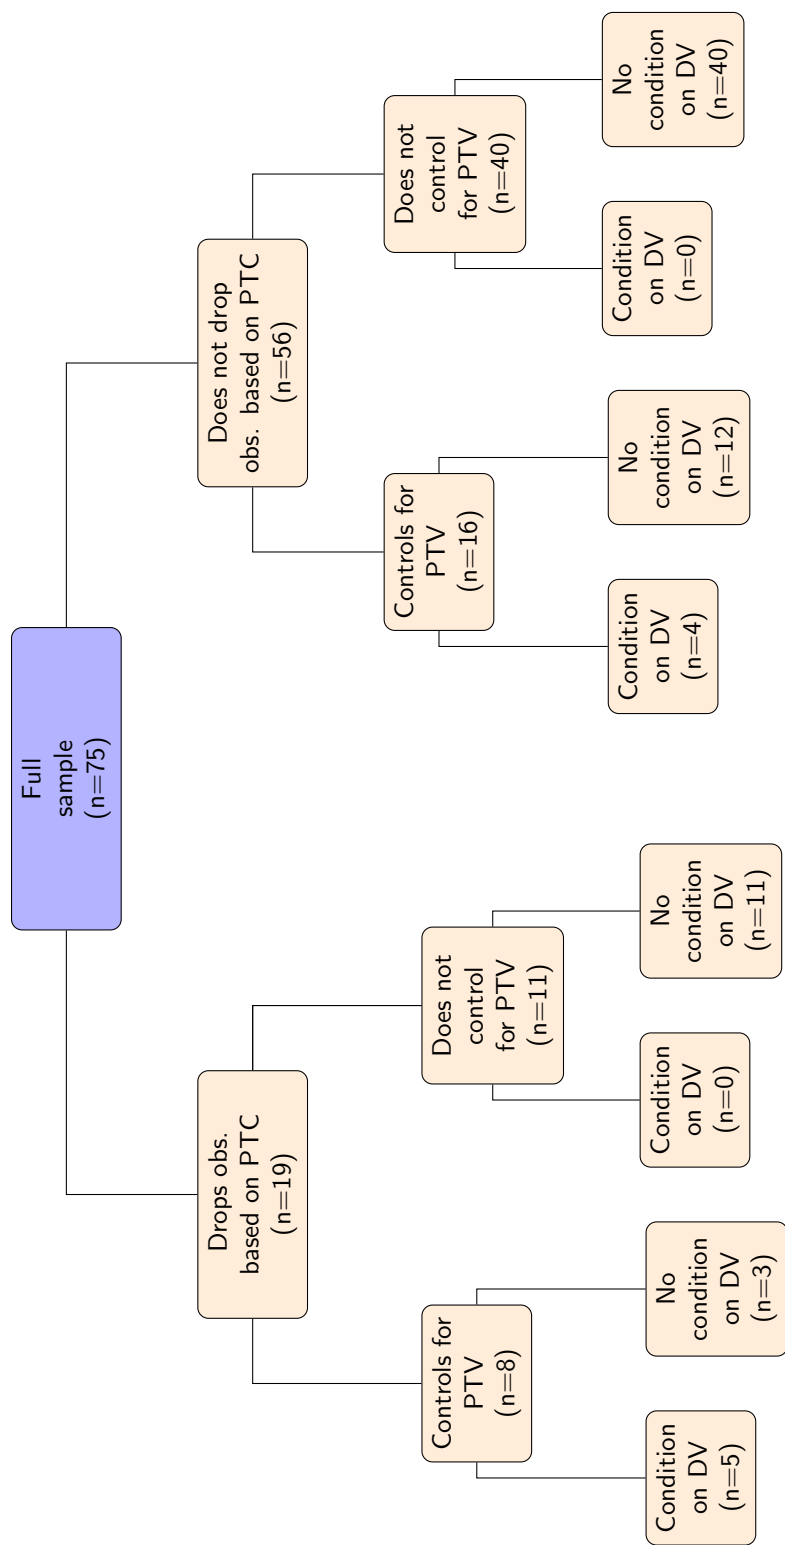 Full
sample
(n=75)
Drops obs.
based on PTC
(n=19)
Does not drop
obs. based on PTC
(n=56)
Controls for
PTV
(n=8)
Does not
control
for PTV
(n=11)
Controls for
PTV
(n=16)
Does not
control
for PTV
(n=40)
Condition
on DV
(n=5)
No
condition
on DV
(n=3)
Condition
on DV
(n=0)
No
condition
on DV
(n=11)
Condition
on DV
(n=4)
No
condition
on DV
(n=12)
Condition
on DV
(n=0)
No
condition
on DV
(n=40)